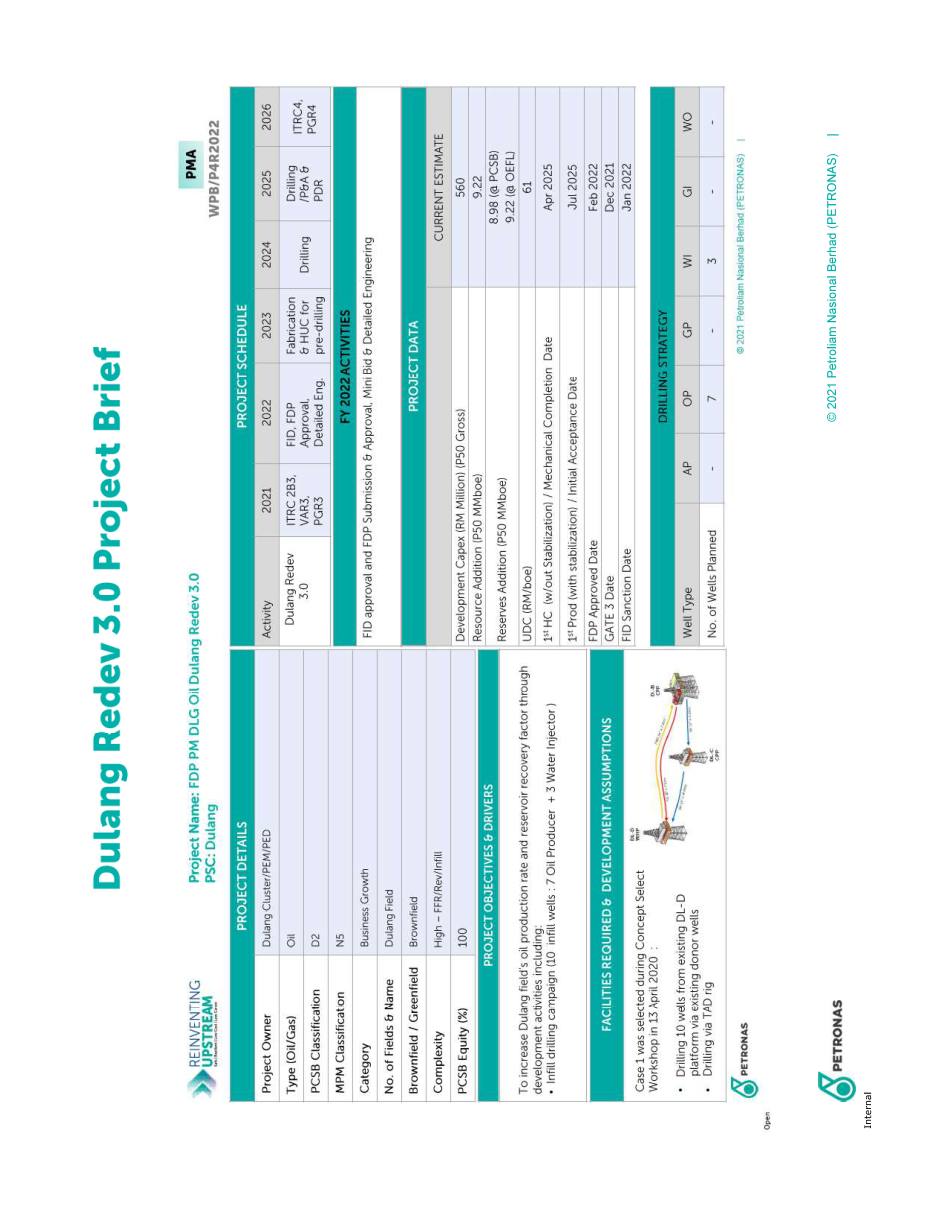 Dulang Redev 3.0 Project Brief
REINVENTING
UPSTREAM
Project Name: FDP PM DLG Oil Dulang Redev 3.0
PSC: Dulang
PMA
WPB/P4R2022
PROJECT DETAILS
Project Owner Dulang Cluster/PEM/PED
Type (Oil/Gas) Oil
PCSB Classification D2
MPM Classification N5
Category Business Growth
No. of Fields & Name Dulang Field
Brownfield / Greenfield Brownfield
Complexity High – FFR/Rev/Infill
PCSB Equity (%) 100
PROJECT OBJECTIVES & DRIVERS
To increase Dulang field's oil production rate and reservoir recovery factor through
development activities including:
• Infill drilling campaign (10 infill wells : 7 Oil Producer + 3 Water Injector )
FACILITIES REQUIRED & DEVELOPMENT ASSUMPTIONS
Case 1 was selected during Concept Select
Workshop in 13 April 2020 :
• Drilling 10 wells from existing DL-D
platform via existing donor wells
• Drilling via TAD rig
DL-D
WHP
DL-C
CPP
DL-B
CPP
PROJECT SCHEDULE
Activity 2021 2022 2023 2024 2025 2026
Dulang Redev
3.0
ITRC 2B3,
VAR3,
PGR3
FID, FDP
Approval,
Detailed Eng.
Fabrication
& HUC for
pre-drilling
Drilling
Drilling
/P&A &
PDR
ITRC4,
PGR4
FY 2022 ACTIVITIES
FID approval and FDP Submission & Approval, Mini Bid & Detailed Engineering
PROJECT DATA
CURRENT ESTIMATE
Development Capex (RM Million) (P50 Gross) 560
Resource Addition (P50 MMboe) 9.22
Reserves Addition (P50 MMboe) 8.98 (@ PCSB)
9.22 (@ OEFL)
UDC (RM/boe) 61
1st HC (w/out Stabilization) / Mechanical Completion Date Apr 2025
1st Prod (with stabilization) / Initial Acceptance Date Jul 2025
FDP Approved Date Feb 2022
GATE 3 Date Dec 2021
FID Sanction Date Jan 2022
DRILLING STRATEGY
Well Type AP OP GP WI GI WO
No. of Wells Planned - 7 - 3 - -
PETRONAS
© 2021 Petroliam Nasional Berhad (PETRONAS) |
Open
PETRONAS
© 2021 Petroliam Nasional Berhad (PETRONAS) |
Internal